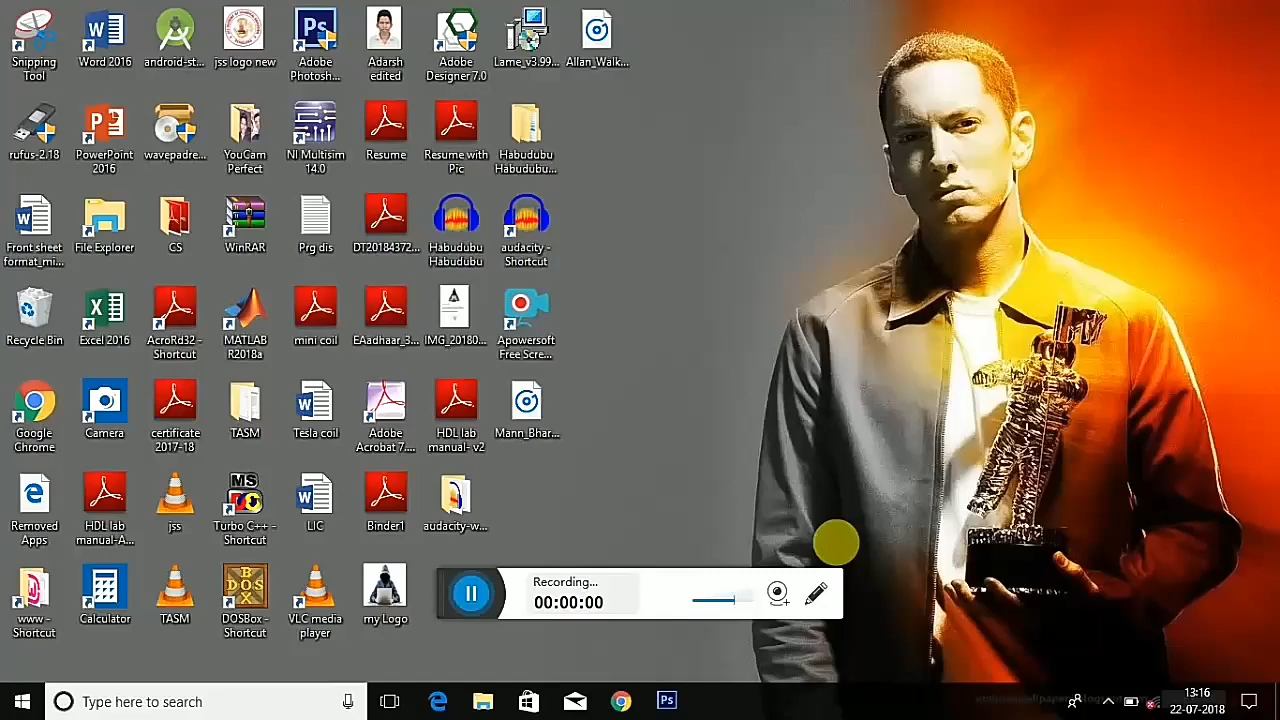 Snipping
Tool
Word 2016
android-st...
jss logo new
Adobe
Photosh...
Adarsh
edited
Adobe
Designer 7.0
Lame_v3.99...
Allan_Walk...
rufus-2.18
PowerPoint
2016
wavepadre...
YouCam
Perfect
NI Multisim
14.0
Resume
Resume with
Pic
Habudubu
Habudubu...
Front sheet
format_mi...
File Explorer
CS
WinRAR
Prg dis
DT20184372...
Habudubu
Habudubu
audacity -
Shortcut
Recycle Bin
Excel 2016
AcroRd32 -
Shortcut
MATLAB
R2018a
mini coil
EAadhaar_3...
IMG_20180...
Apowersoft
Free Scre...
Google
Chrome
Camera
certificate
2017-18
TASM
Tesla coil
Adobe
Acrobat 7....
HDL lab
manual- v2
Mann_Bhar...
Removed
Apps
HDL lab
manual-A...
jss
MS
Turbo C++ -
Shortcut
LIC
Binder1
audacity-w...
www -
Shortcut
Calculator
TASM
DOS
BOX
DOSBox -
Shortcut
VLC media
player
my Logo
Recording...
00:00:00
Type here to search
Ps
13:16
22-07-2018